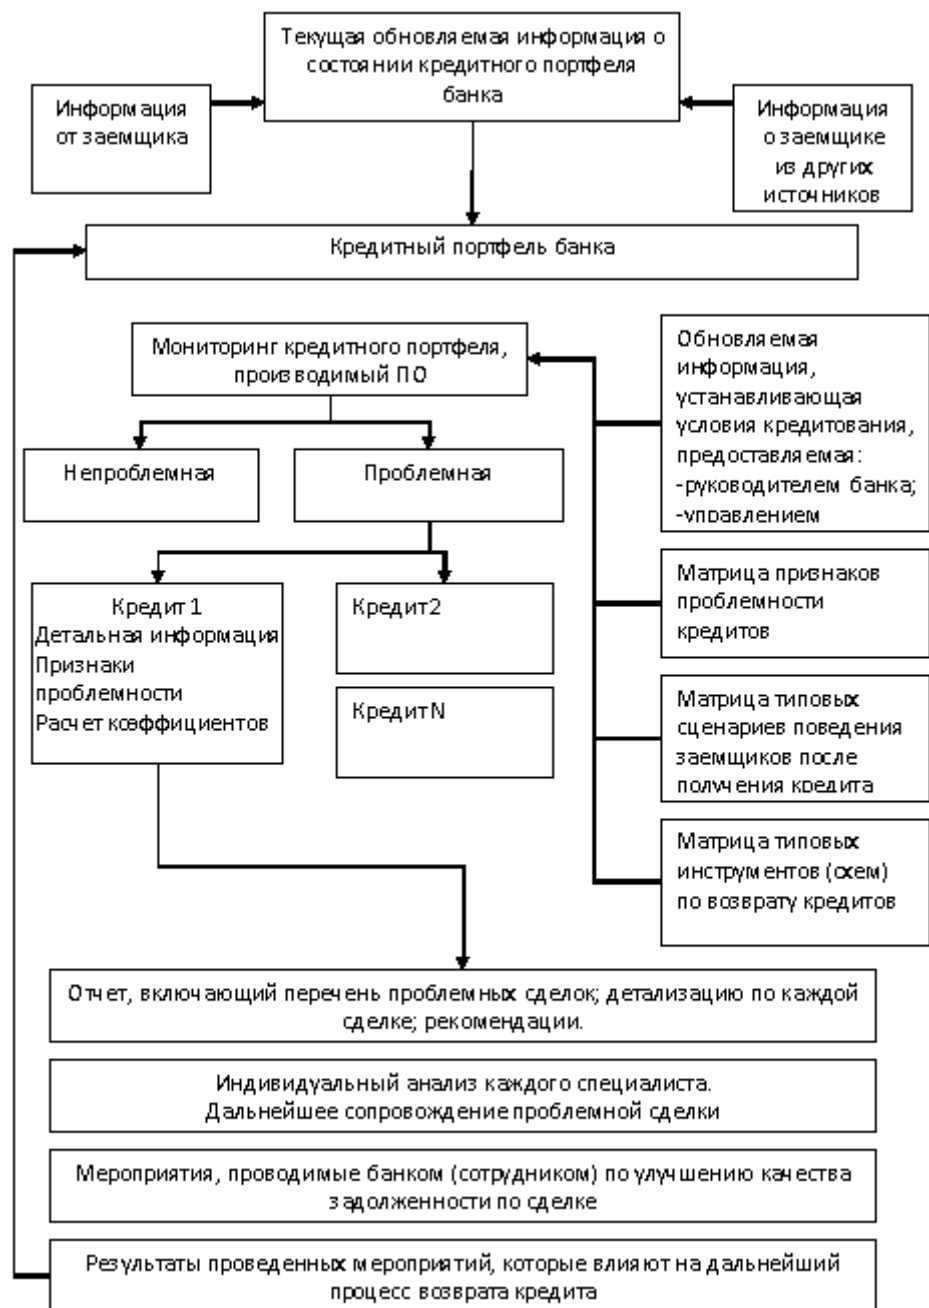 Текущая обновляемая информация о
состоянии кредитного портфеля
банка
Информация
от заемщика
Информация
о заемщике
из других
источников
Кредитный портфель банка
Мониторинг кредитного портфеля,
производимый ПО
Обновляемая
информация,
устанавливающая
условия кредитования,
предоставляемая:
-руководителем банка;
-управлением
Непроблемная
Проблемная
Матрица признаков
проблемности
кредитов
Кредит 1
Детальная информация
Признаки
проблемности
Расчет коэффициентов
Кредит 2
Кредит N
Матрица типовых
сценариев поведения
заемщиков после
получения кредита
Матрица типовых
инструментов (схем)
по возврату кредитов
Отчет, включающий перечень проблемных сделок; детализацию по каждой
сделке; рекомендации.
Индивидуальный анализ каждого специалиста.
Дальнейшее сопровождение проблемной сделки
Мероприятия, проводимые банком (сотрудником) по улучшению качества
задолженности по сделке
Результаты проведенных мероприятий, которые влияют на дальнейший
процесс возврата кредита